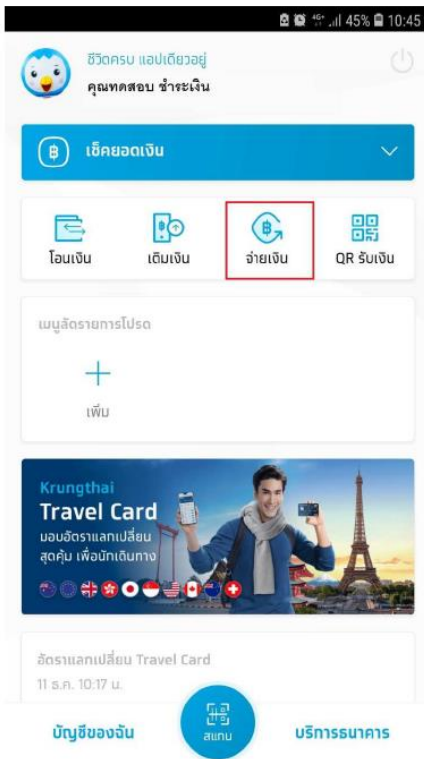 45% 10:45
ชีวิตครบ แอปเดียวอยู่
คุณทดสอบ ชำระเงิน
เช็คยอดเงิน
โอนเงิน
เติมเงิน
จ่ายเงิน
QR รับเงิน
เมนูลัดรายการโปรด
เพิ่ม
Krungthai
Travel Card
มอบอัตราแลกเปลี่ยน
สุดคุ้ม เพื่อนักเดินทาง
อัตราแลกเปลี่ยน Travel Card
11 ธ.ค. 10:17 น.
บัญชีของฉัน
สแกน
บริการธนาคาร